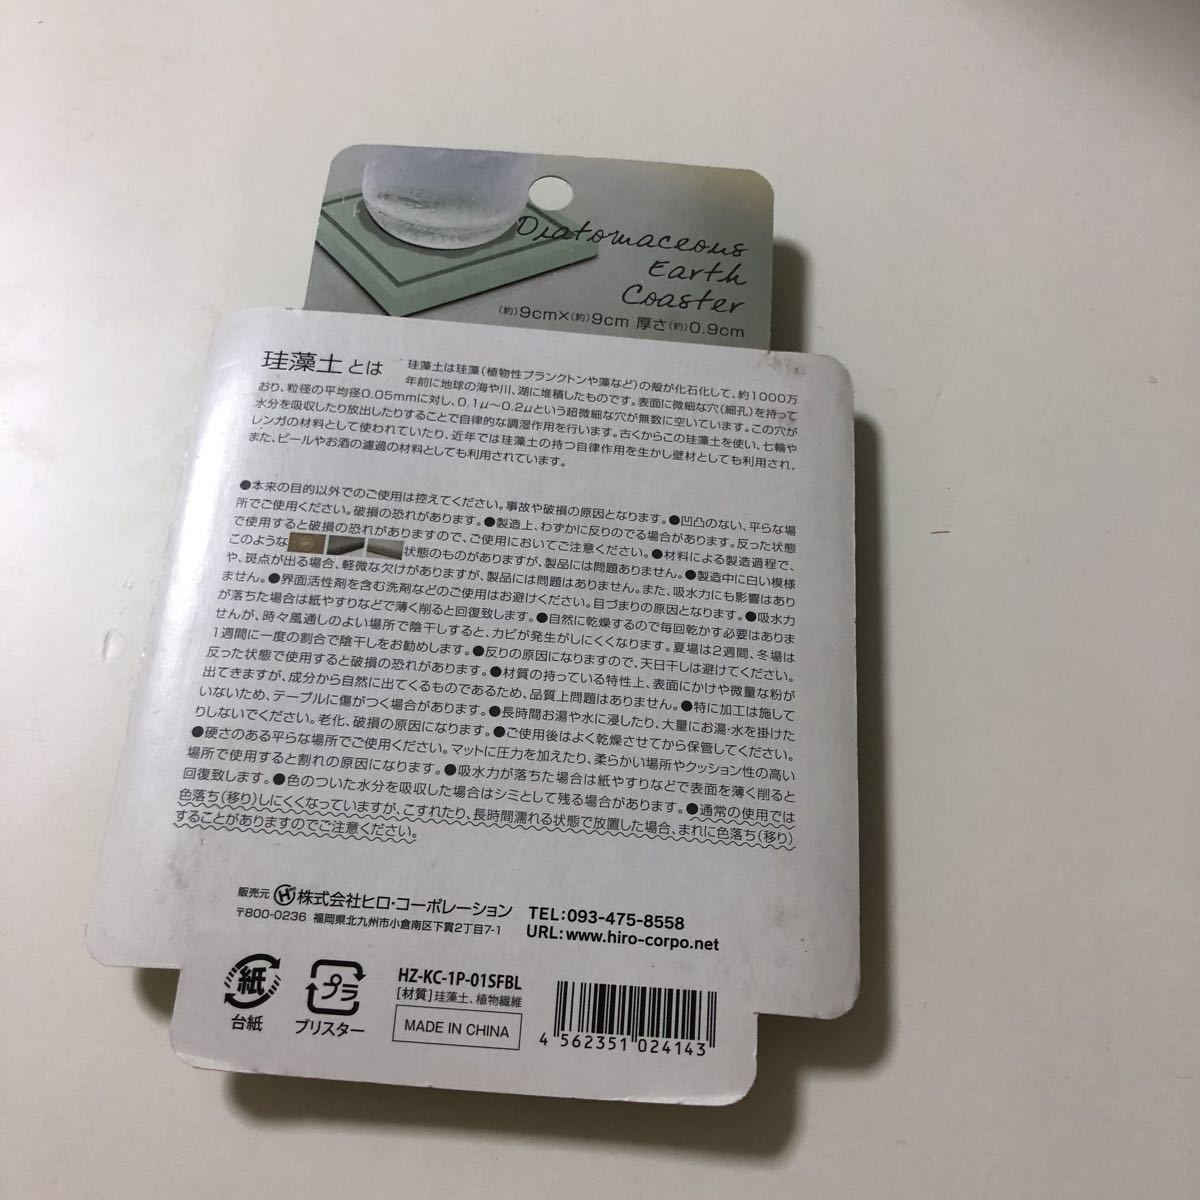 Diatomaceous
Earth
Coaster
(約)9cm×(約)9cm 厚さ(約)0.9cm
珪藻土とは
珪藻土は珪藻(植物性プランクトンや藻など)の殻が化石化して、約1000万
年前に地球の海や川、湖に堆積したものです。表面に微細な穴(細孔)を持って
おり、粒径の平均径0.05mmに対し、0.1μ〜0.2μという超微細な穴が無数に空いています。この穴が
水分を吸収したり放出したりすることで自律的な調湿作用を行います。古くからこの珪藻土を使い、七輪や
レンガの材料として使われていたり、近年では珪藻土の持つ自律作用を生かし壁材としても利用され、
また、ビールやお酒の濾過の材料としても利用されています。
●本来の目的以外でのご使用は控えてください。事故や破損の原因となります。●凹凸のない、平らな場
所でご使用ください。破損の恐れがあります。●製造上、わずかに反りのでる場合があります。反った状態
で使用すると破損の恐れがありますので、ご使用においてご注意ください。●材料による製造過程で、
このような 状態のものがありますが、製品には問題ありません。●製造中に白い模様
や、斑点が出る場合、軽微な欠けがありますが、製品には問題はありません。また、吸水力にも影響はあり
ません。●界面活性剤を含む洗剤などのご使用はお避けください。目づまりの原因となります。●吸水力
が落ちた場合は紙やすりなどで薄く削ると回復致します。●自然に乾燥するので毎回乾かす必要はありま
せんが、時々風通しのよい場所で陰干しすると、カビが発生がしにくくなります。夏場は2週間、冬場は
1週間に一度の割合で陰干しをお勧めします。●反りの原因になりますので、天日干しは避けてください。
反った状態で使用すると破損の恐れがあります。●材質の持っている特性上、表面にかけや微量な粉が
出てきますが、成分から自然に出てくるものであるため、品質上問題はありません。●特に加工は施して
いないため、テーブルに傷がつく場合があります。●長時間お湯や水に浸したり、大量にお湯・水を掛けた
りしないでください。老化、破損の原因になります。●ご使用後はよく乾燥させてから保管してください。
●硬さのある平らな場所でご使用ください。マットに圧力を加えたり、柔らかい場所やクッション性の高い
場所で使用すると割れの原因になります。●吸水力が落ちた場合は紙やすりなどで表面を薄く削ると
回復致します。●色のついた水分を吸収した場合はシミとして残る場合があります。●通常の使用では
色落ち(移り)しにくくなっていますが、こすれたり、長時間濡れる状態で放置した場合、まれに色落ち(移り)
することがありますのでご注意ください。
販売元 H 株式会社ヒロ・コーポレーション TEL:093-475-8558
〒800-0236 福岡県北九州市小倉南区下貫2丁目7-1 URL:www.hiro-corpo.net
紙
台紙
プラ
ブリスター
HZ-KC-1P-01SFBL
[材質]珪藻土、植物繊維
MADE IN CHINA
4 562351 024143